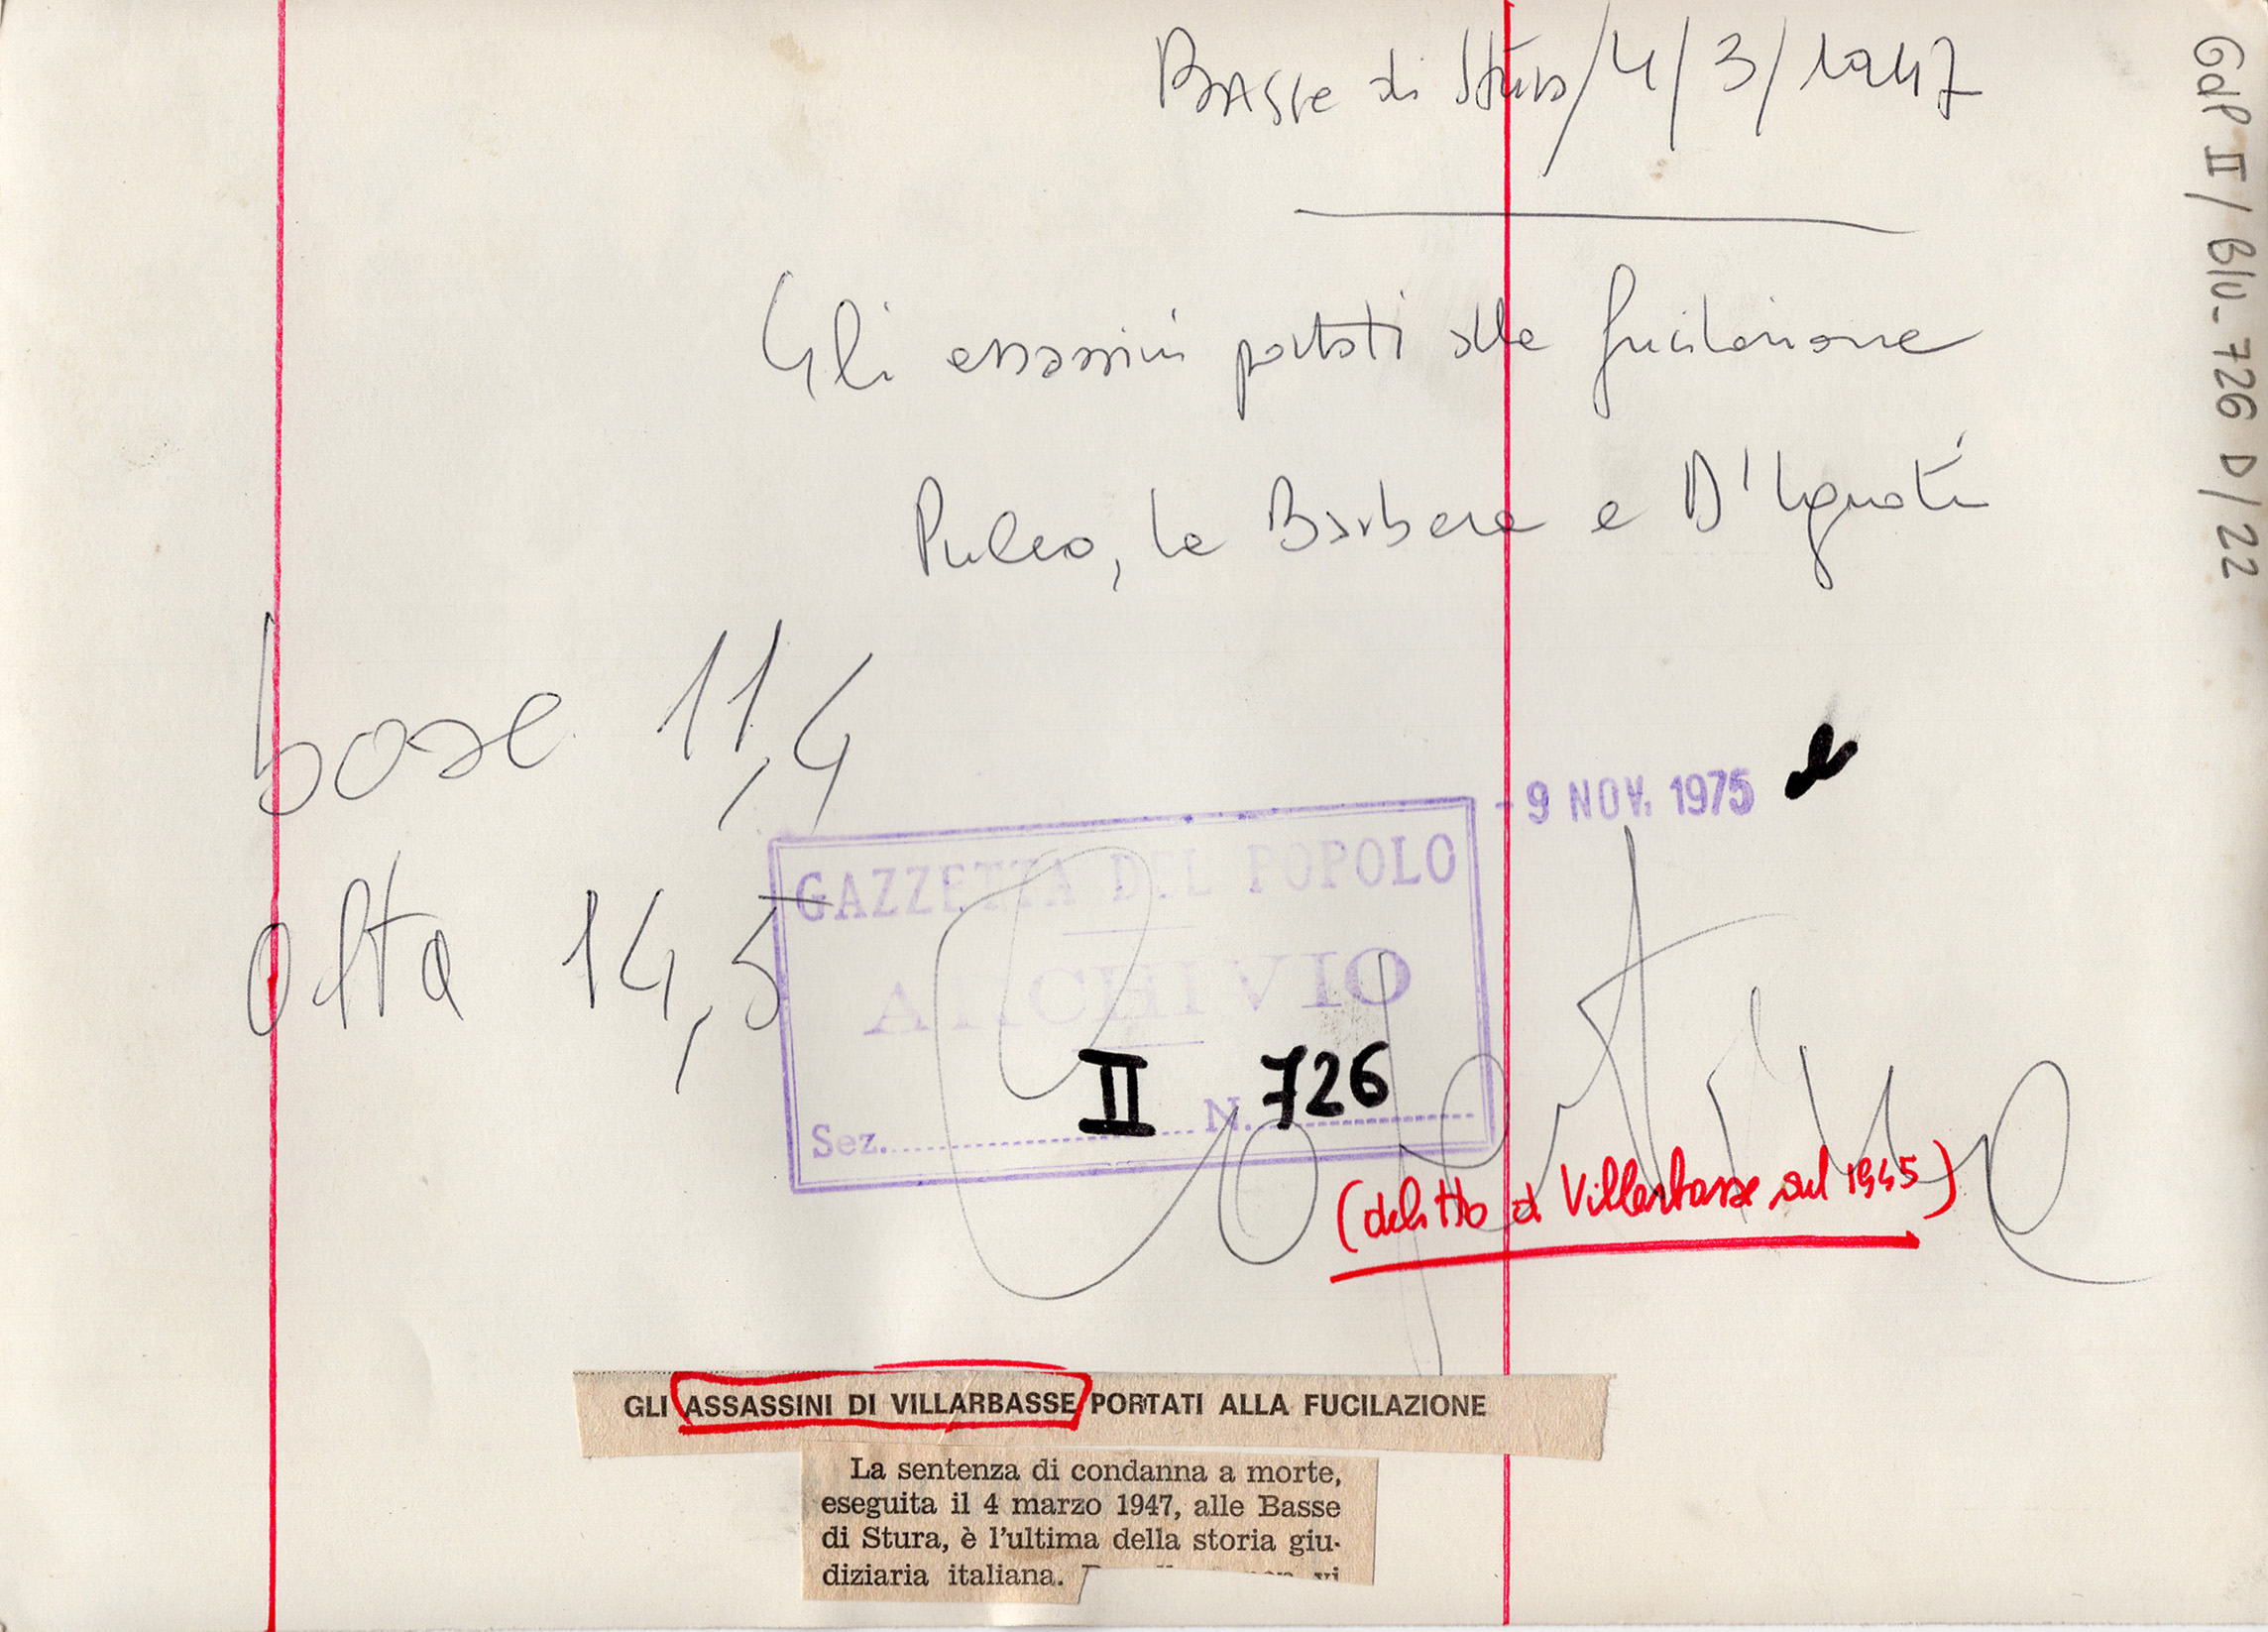 BASSE di Stura / 4 / 3 / 1947
Gli assassini portati alla fucilazione
Puleo, la Barbera e D'Ignoti
base 11,4
alta 14,5
- 9 NOV. 1975
GAZZETTA DEL POPOLO
ARCHIVIO
Sez. II N. 726
Copertina
(delitto di Villarbasse nel 1945)
GLI ASSASSINI DI VILLARBASSE PORTATI ALLA FUCILAZIONE
La sentenza di condanna a morte,
eseguita il 4 marzo 1947, alle Basse
di Stura, è l'ultima della storia giu-
diziaria italiana.
GdP II / Blu_726 D / 22